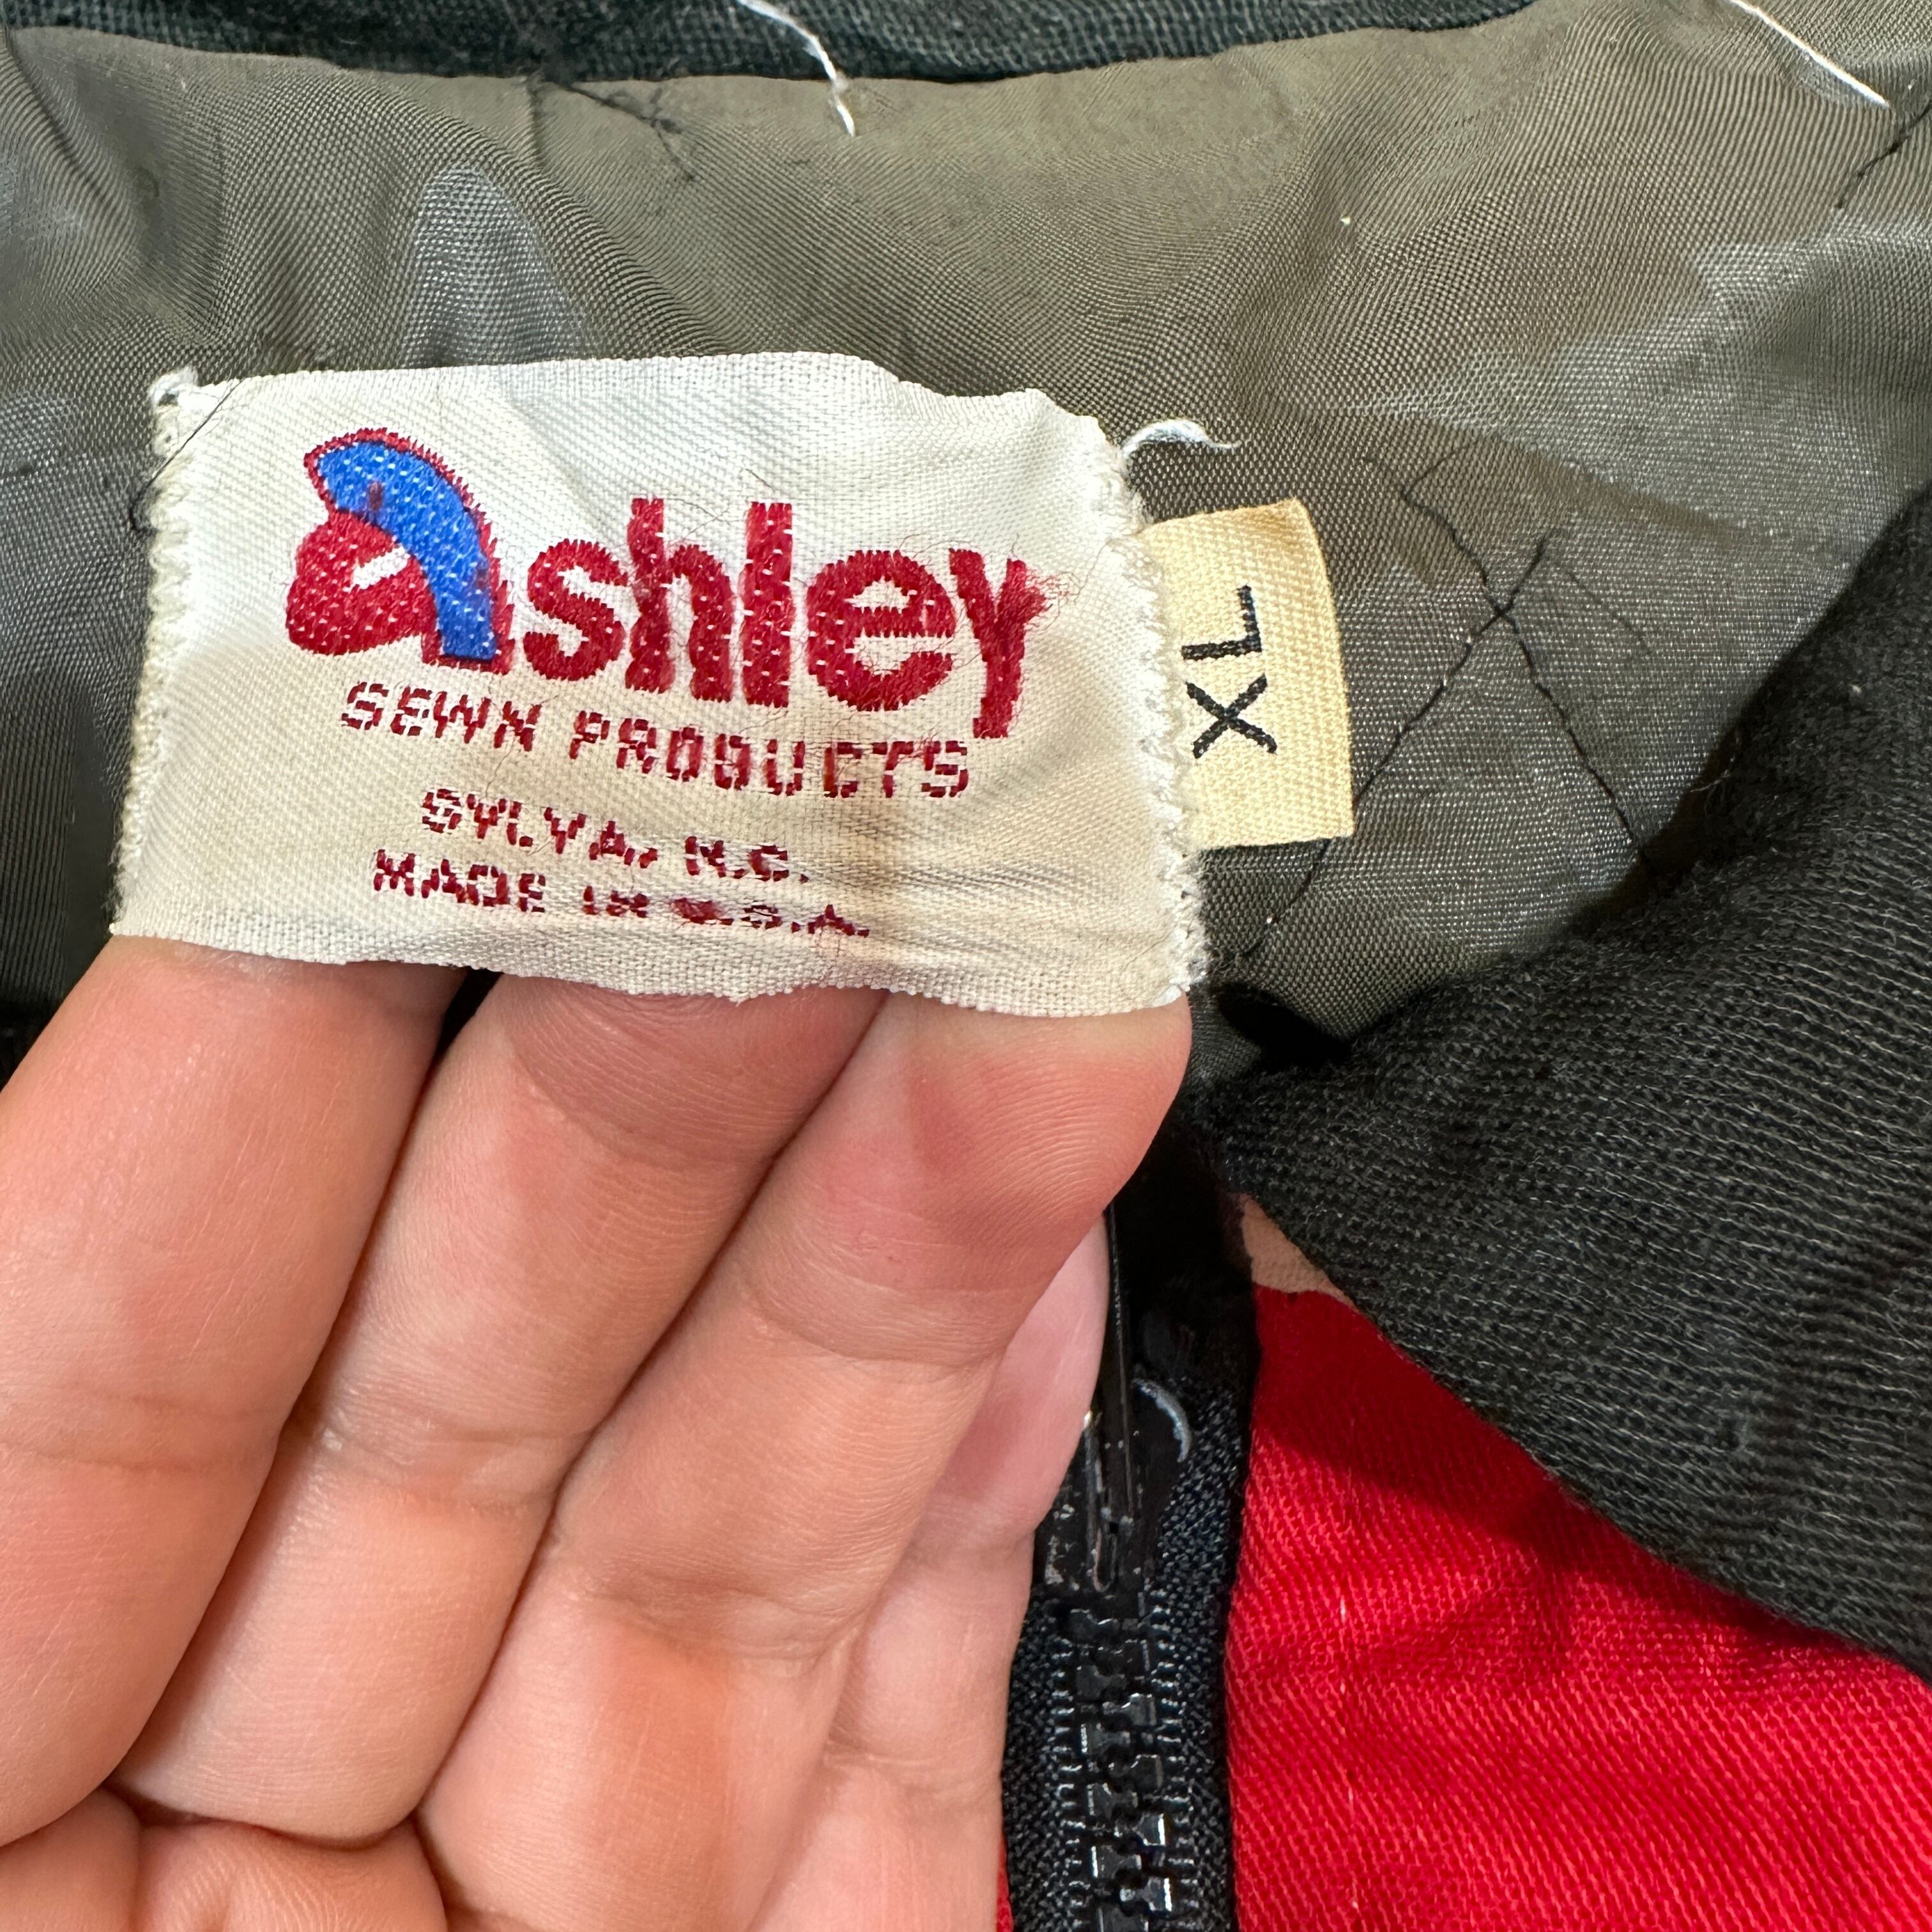 ashley
SEWN PRODUCTS
SYLVA, N.C.
MADE IN U.S.A.
XL